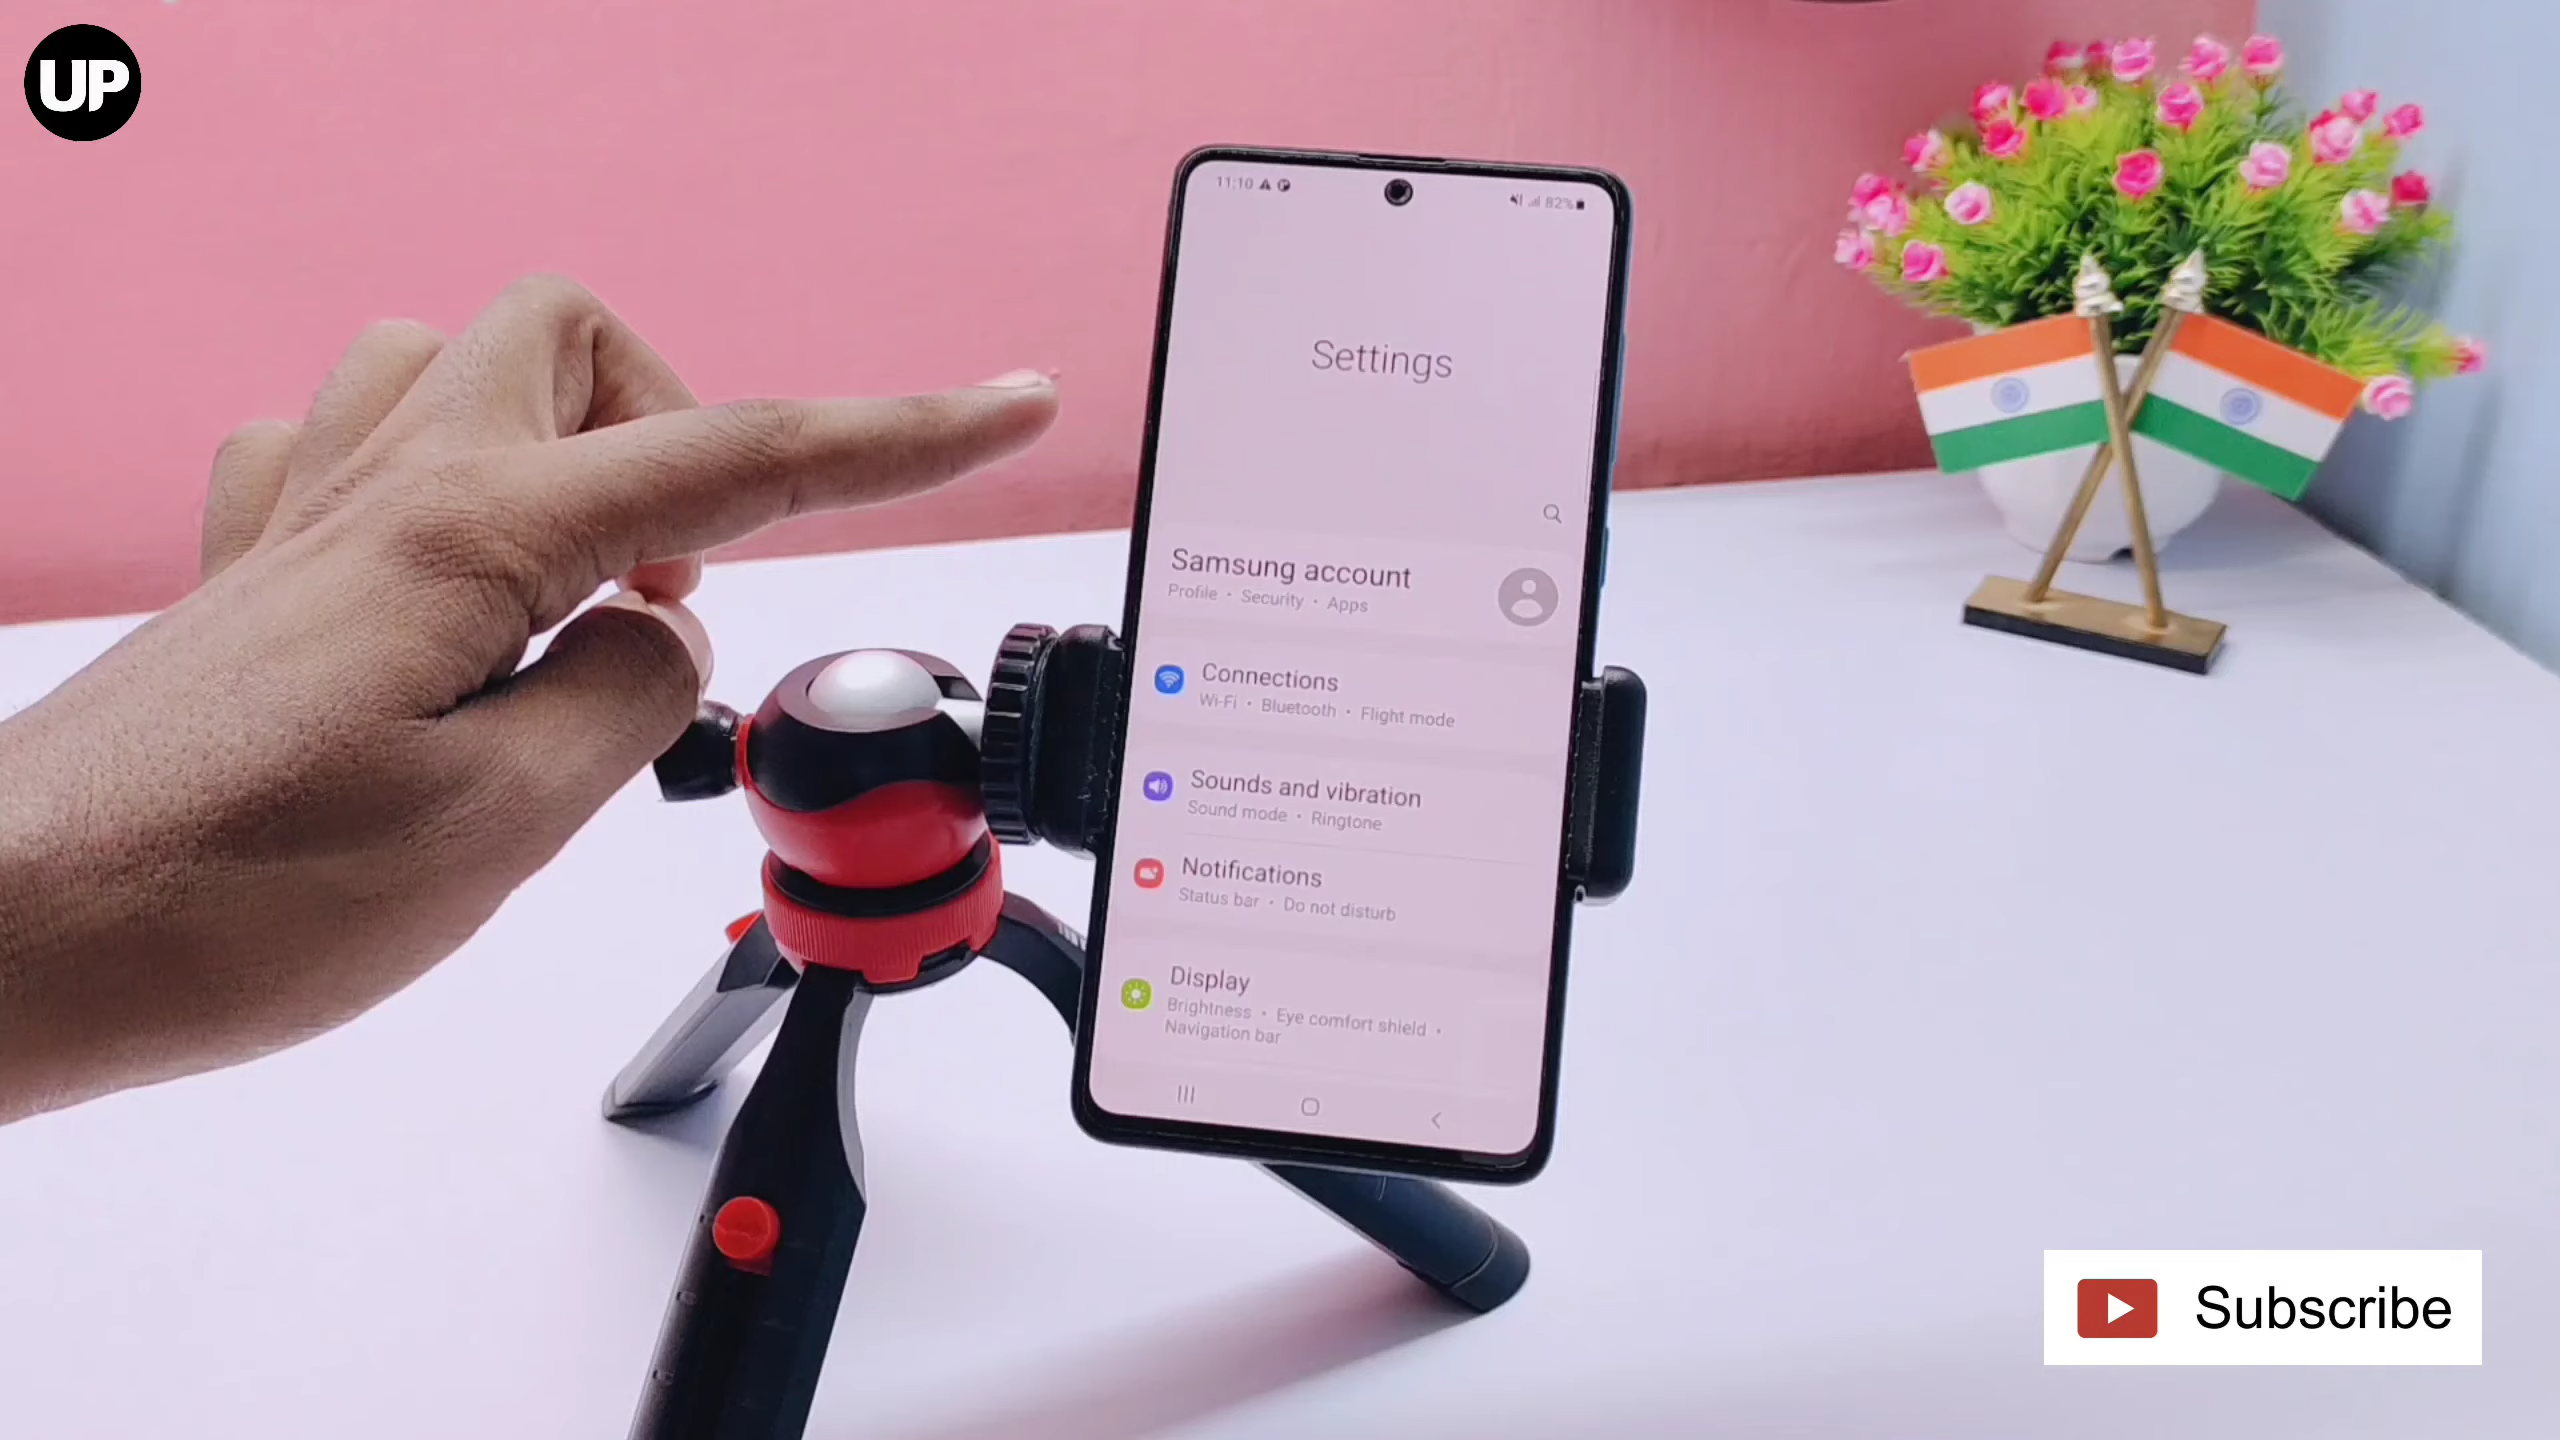 UP
11:10
82%
Settings
Samsung account
Profile • Security • Apps
Connections
Wi-Fi • Bluetooth • Flight mode
Sounds and vibration
Sound mode • Ringtone
Notifications
Status bar • Do not disturb
Display
Brightness • Eye comfort shield •
Navigation bar
Subscribe